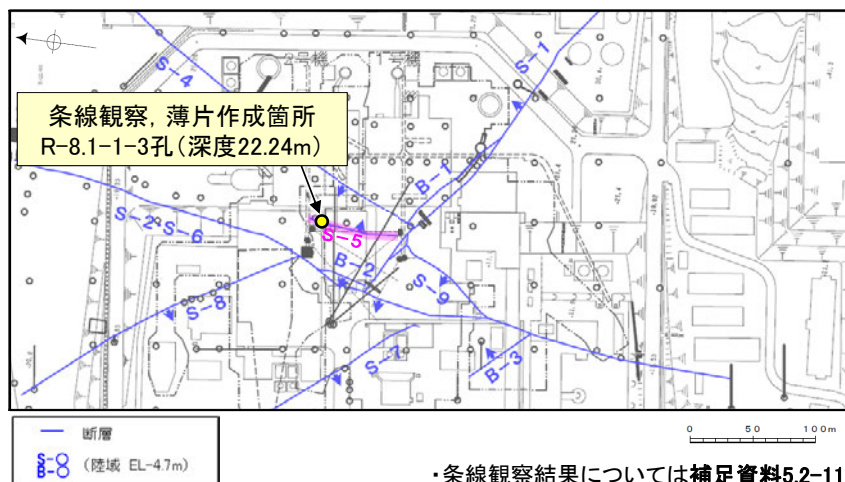 S-4
2号機
1号機
S-1
条線観察, 薄片作成箇所
R-8.1-1-3孔(深度22.24m)
B-1
S-2・S-6
S-5
B-2
S-9
S-8
S-7
B-3
0 50 100m
断層
S-○
B-○ (陸域 EL-4.7m)
・条線観察結果については補足資料5.2-11